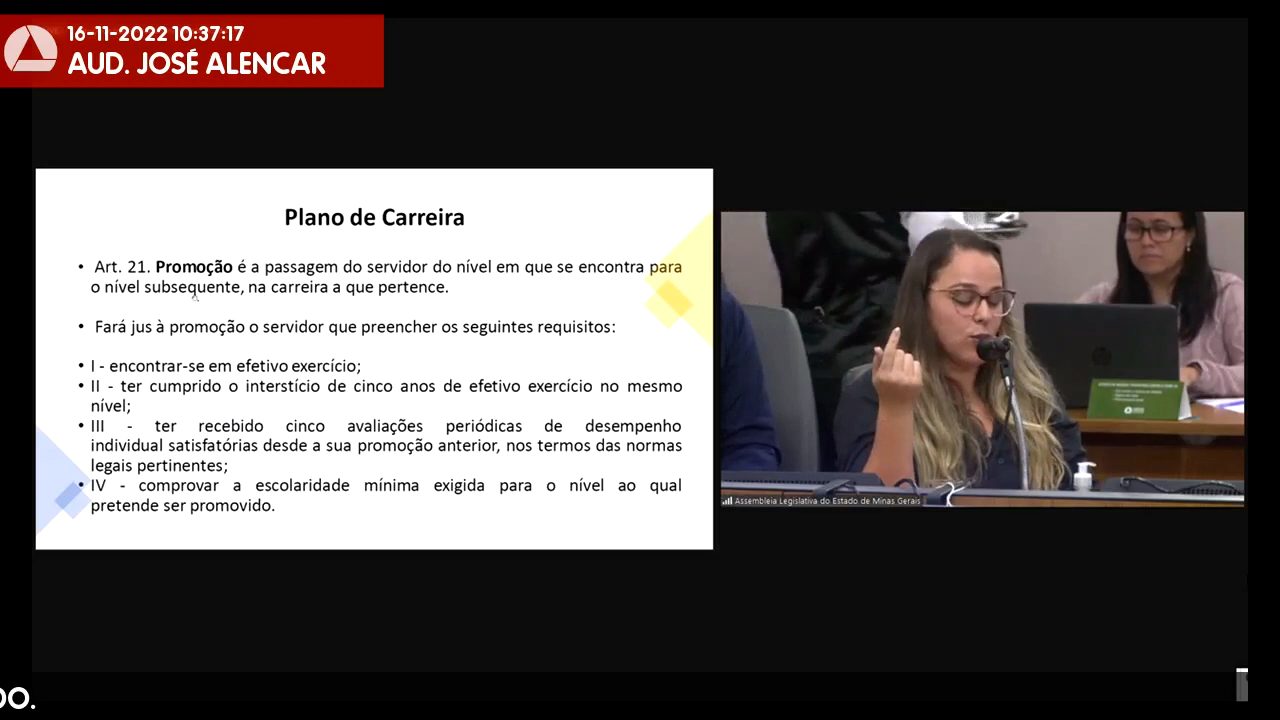 16-11-2022 10:37:17
AUD. JOSÉ ALENCAR
Plano de Carreira
• Art. 21. Promoção é a passagem do servidor do nível em que se encontra para
o nível subsequente, na carreira a que pertence.
• Fará jus à promoção o servidor que preencher os seguintes requisitos:
• I - encontrar-se em efetivo exercício;
• II - ter cumprido o interstício de cinco anos de efetivo exercício no mesmo
nível;
• III - ter recebido cinco avaliações periódicas de desempenho
individual satisfatórias desde a sua promoção anterior, nos termos das normas
legais pertinentes;
• IV - comprovar a escolaridade mínima exigida para o nível ao qual
pretende ser promovido.
Assembleia Legislativa do Estado de Minas Gerais
DO.